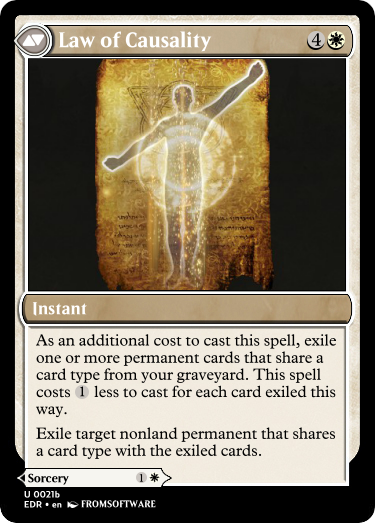 Law of Causality 4
Instant
As an additional cost to cast this spell, exile
one or more permanent cards that share a
card type from your graveyard. This spell
costs 1 less to cast for each card exiled this
way.
Exile target nonland permanent that shares
a card type with the exiled cards.
Sorcery 1
U 0021b
EDR • en FROMSOFTWARE